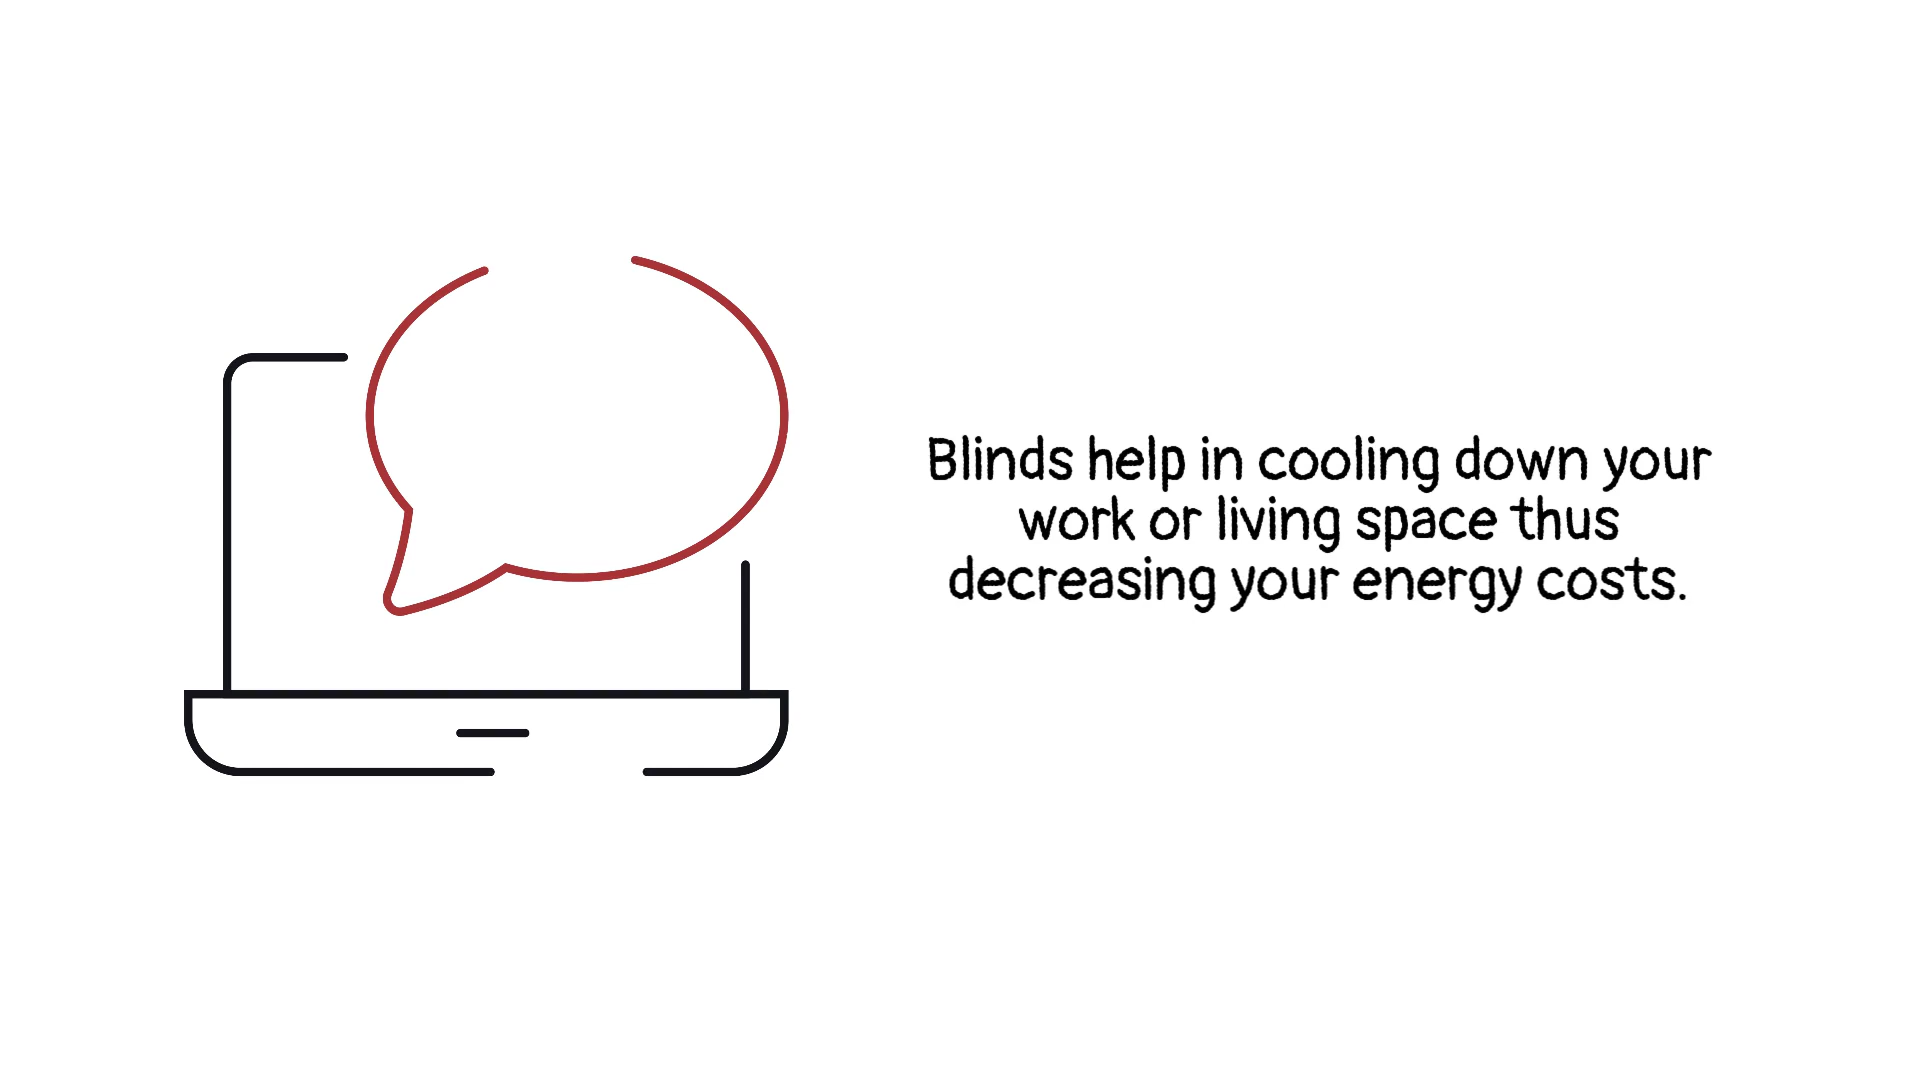 Blinds help in cooling down your
work or living space thus
decreasing your energy costs.